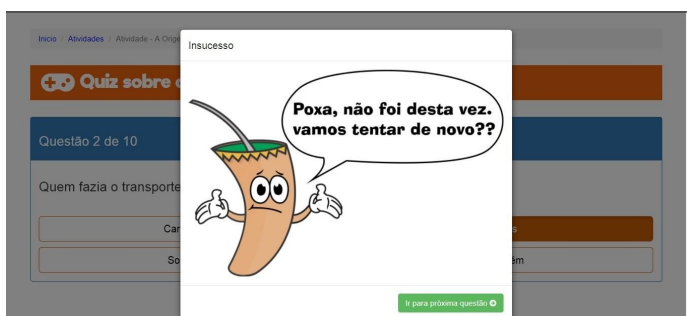 Inicio / Atividades / Atividade - A Orige
Insucesso
Quiz sobre
Poxa, não foi desta vez.
vamos tentar de novo??
Questão 2 de 10
Quem fazia o transporte
Ir para próxima questão